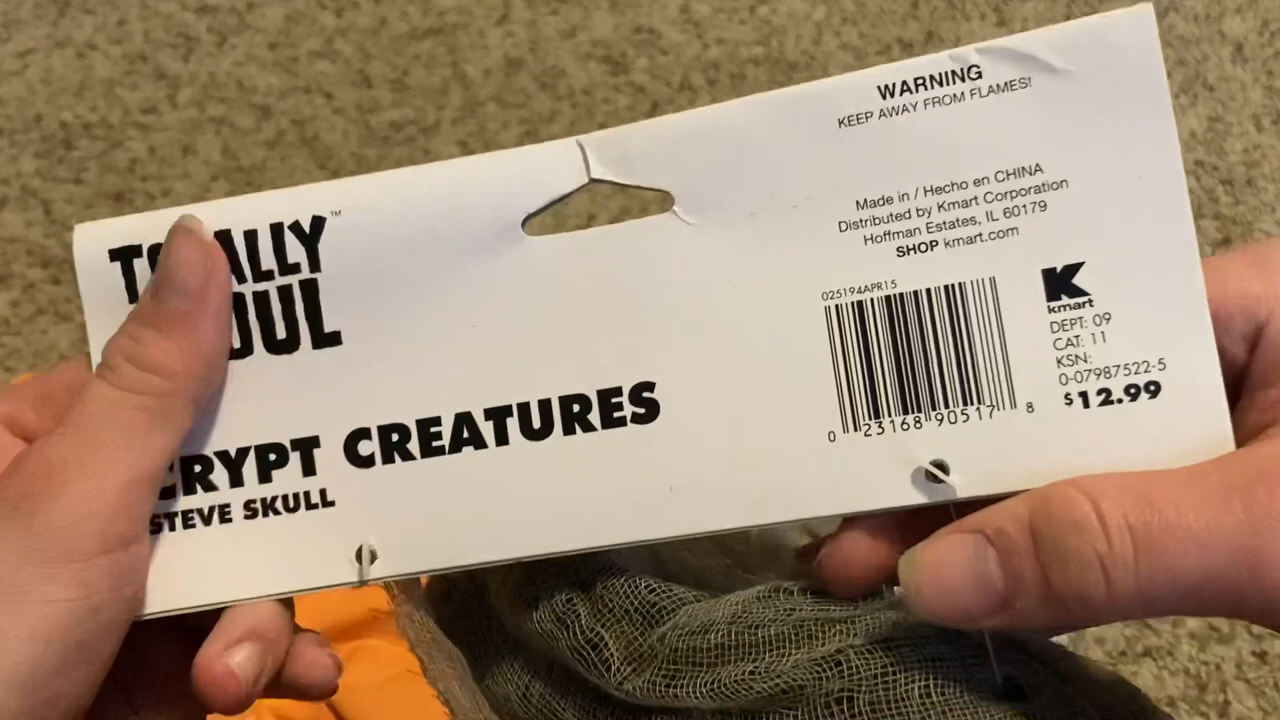 WARNING
KEEP AWAY FROM FLAMES!
Made in / Hecho en CHINA
Distributed by Kmart Corporation
Hoffman Estates, IL 60179
SHOP kmart.com
TOTALLY™
GHOUL
CRYPT CREATURES
STEVE SKULL
025194APR15
0 23168 90517 8
K
kmart
DEPT: 09
CAT: 11
KSN:
0-07987522-5
$12.99